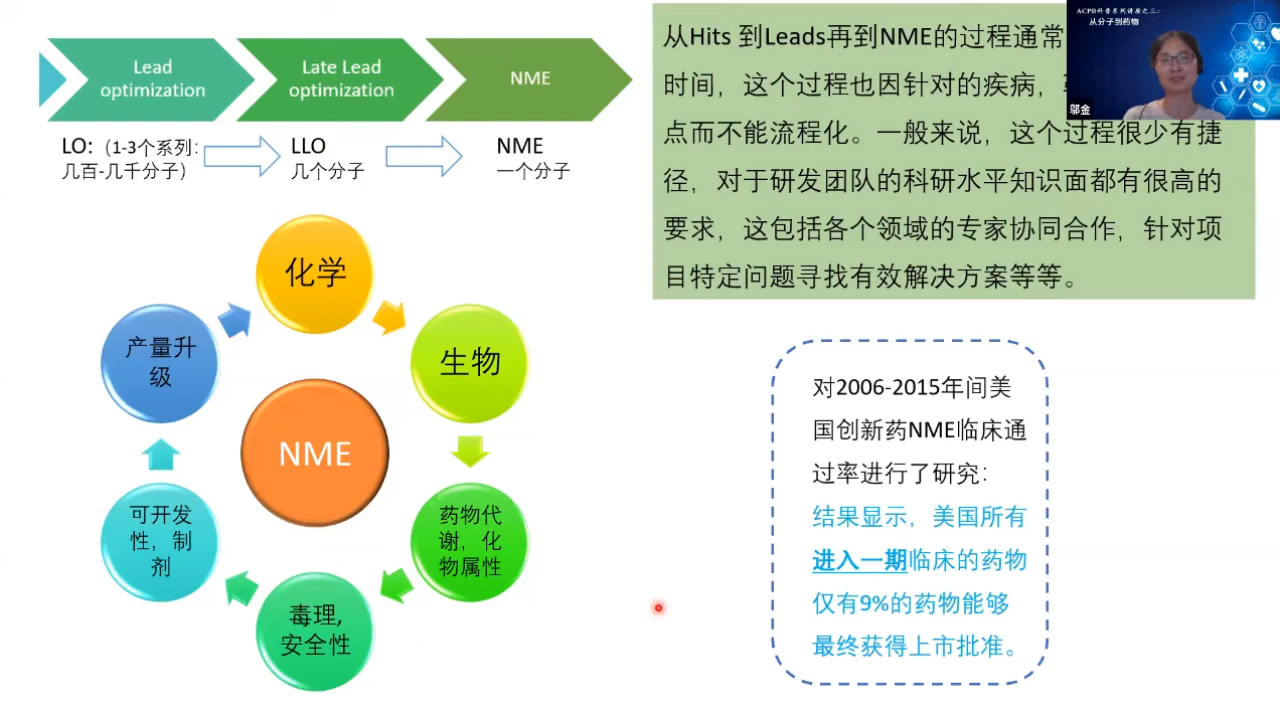 Lead
optimization
Late Lead
optimization
NME
LO:（1-3个系列：
几百-几千分子）
LLO
几个分子
NME
一个分子
化学
生物
药物代
谢，化
物属性
毒理,
安全性
可开发
性，制
剂
产量升
级
NME
从Hits 到Leads再到NME的过程通常
时间，这个过程也因针对的疾病，
点而不能流程化。一般来说，这个过程很少有捷
径，对于研发团队的科研水平知识面都有很高的
要求，这包括各个领域的专家协同合作，针对项
目特定问题寻找有效解决方案等等。
ACPB科普系列讲座之三：
从分子到药物
邬金
对2006-2015年间美
国创新药NME临床通
过率进行了研究：
结果显示，美国所有
进入一期临床的药物
仅有9%的药物能够
最终获得上市批准。